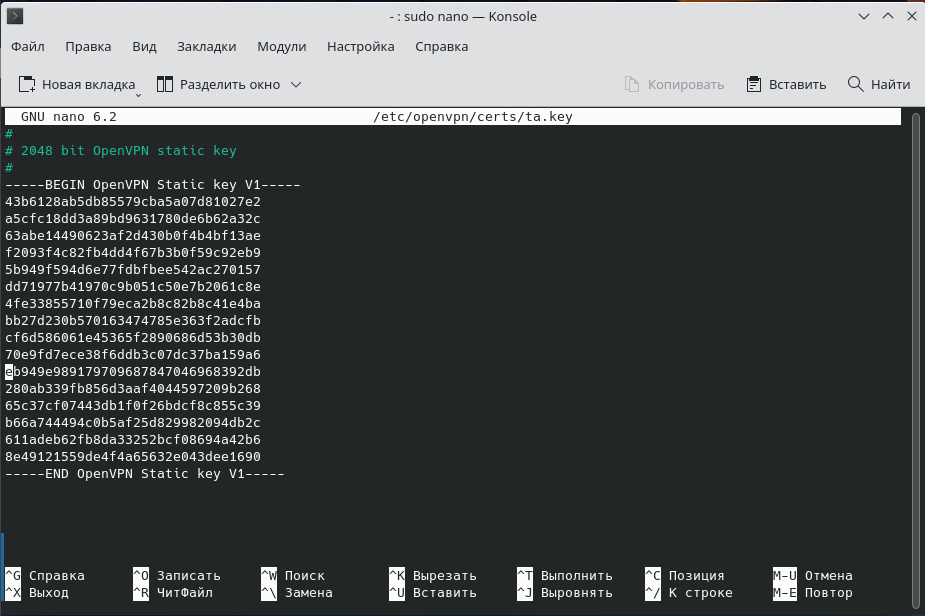 - : sudo nano — Konsole
Файл Правка Вид Закладки Модули Настройка Справка
Новая вкладка Разделить окно Копировать Вставить Найти
GNU nano 6.2 /etc/openvpn/certs/ta.key
#
# 2048 bit OpenVPN static key
#
-----BEGIN OpenVPN Static key V1-----
43b6128ab5db85579cba5a07d81027e2
a5cfc18dd3a89bd9631780de6b62a32c
63abe14490623af2d430b0f4b4bf13ae
f2093f4c82fb4dd4f67b3b0f59c92eb9
5b949f594d6e77fdbfbee542ac270157
dd71977b41970c9b051c50e7b2061c8e
4fe33855710f79eca2b8c82b8c41e4ba
bb27d230b570163474785e363f2adcfb
cf6d586061e45365f2890686d53b30db
70e9fd7ece38f6ddb3c07dc37ba159a6
eb949e989179709687847046968392db
280ab339fb856d3aaf4044597209b268
65c37cf07443db1f0f26bdcf8c855c39
b66a744494c0b5af25d829982094db2c
611adeb62fb8da33252bcf08694a42b6
8e49121559de4f4a65632e043dee1690
-----END OpenVPN Static key V1-----
^G Справка ^O Записать ^W Поиск ^K Вырезать ^T Выполнить ^C Позиция M-U Отмена
^X Выход ^R ЧитФайл ^\ Замена ^U Вставить ^J Выровнять ^/ К строке M-E Повтор